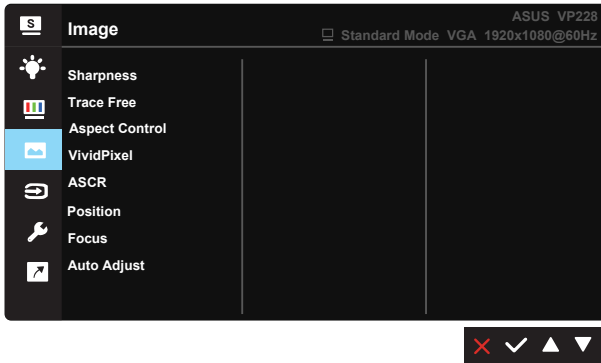 S
Image
ASUS VP228
Standard Mode VGA 1920x1080@60Hz
Sharpness
Trace Free
Aspect Control
VividPixel
ASCR
Position
Focus
Auto Adjust